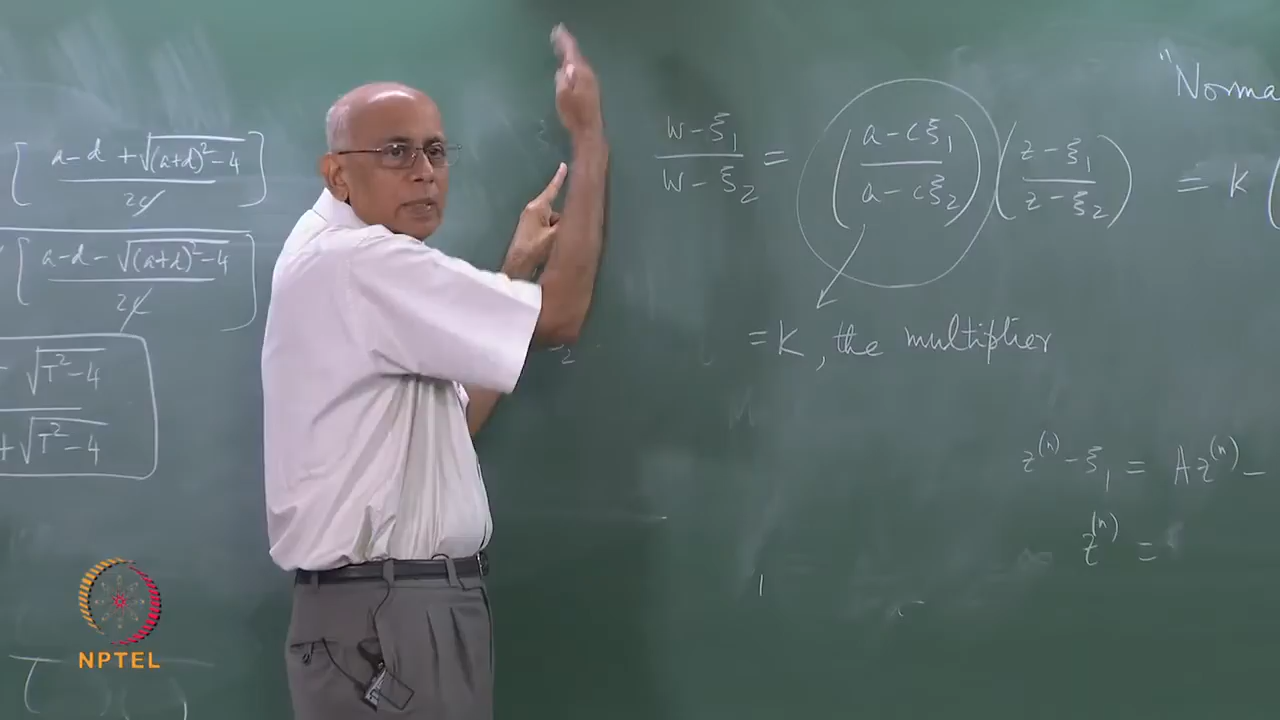 [ a-d+√(a+d)²-4 / 2c ]
[ a-d-√(a+d)²-4 / 2c ]
- √T²-4
+ √T²-4
"Norma
(w-ξ₁)/(w-ξ₂) = ((a-cξ₁)/(a-cξ₂)) ((z-ξ₁)/(z-ξ₂)) = K (
= K, the multiplier
z⁽ⁿ⁾-ξ₁ = Az⁽ⁿ⁾-
z⁽ⁿ⁾ =
NPTEL